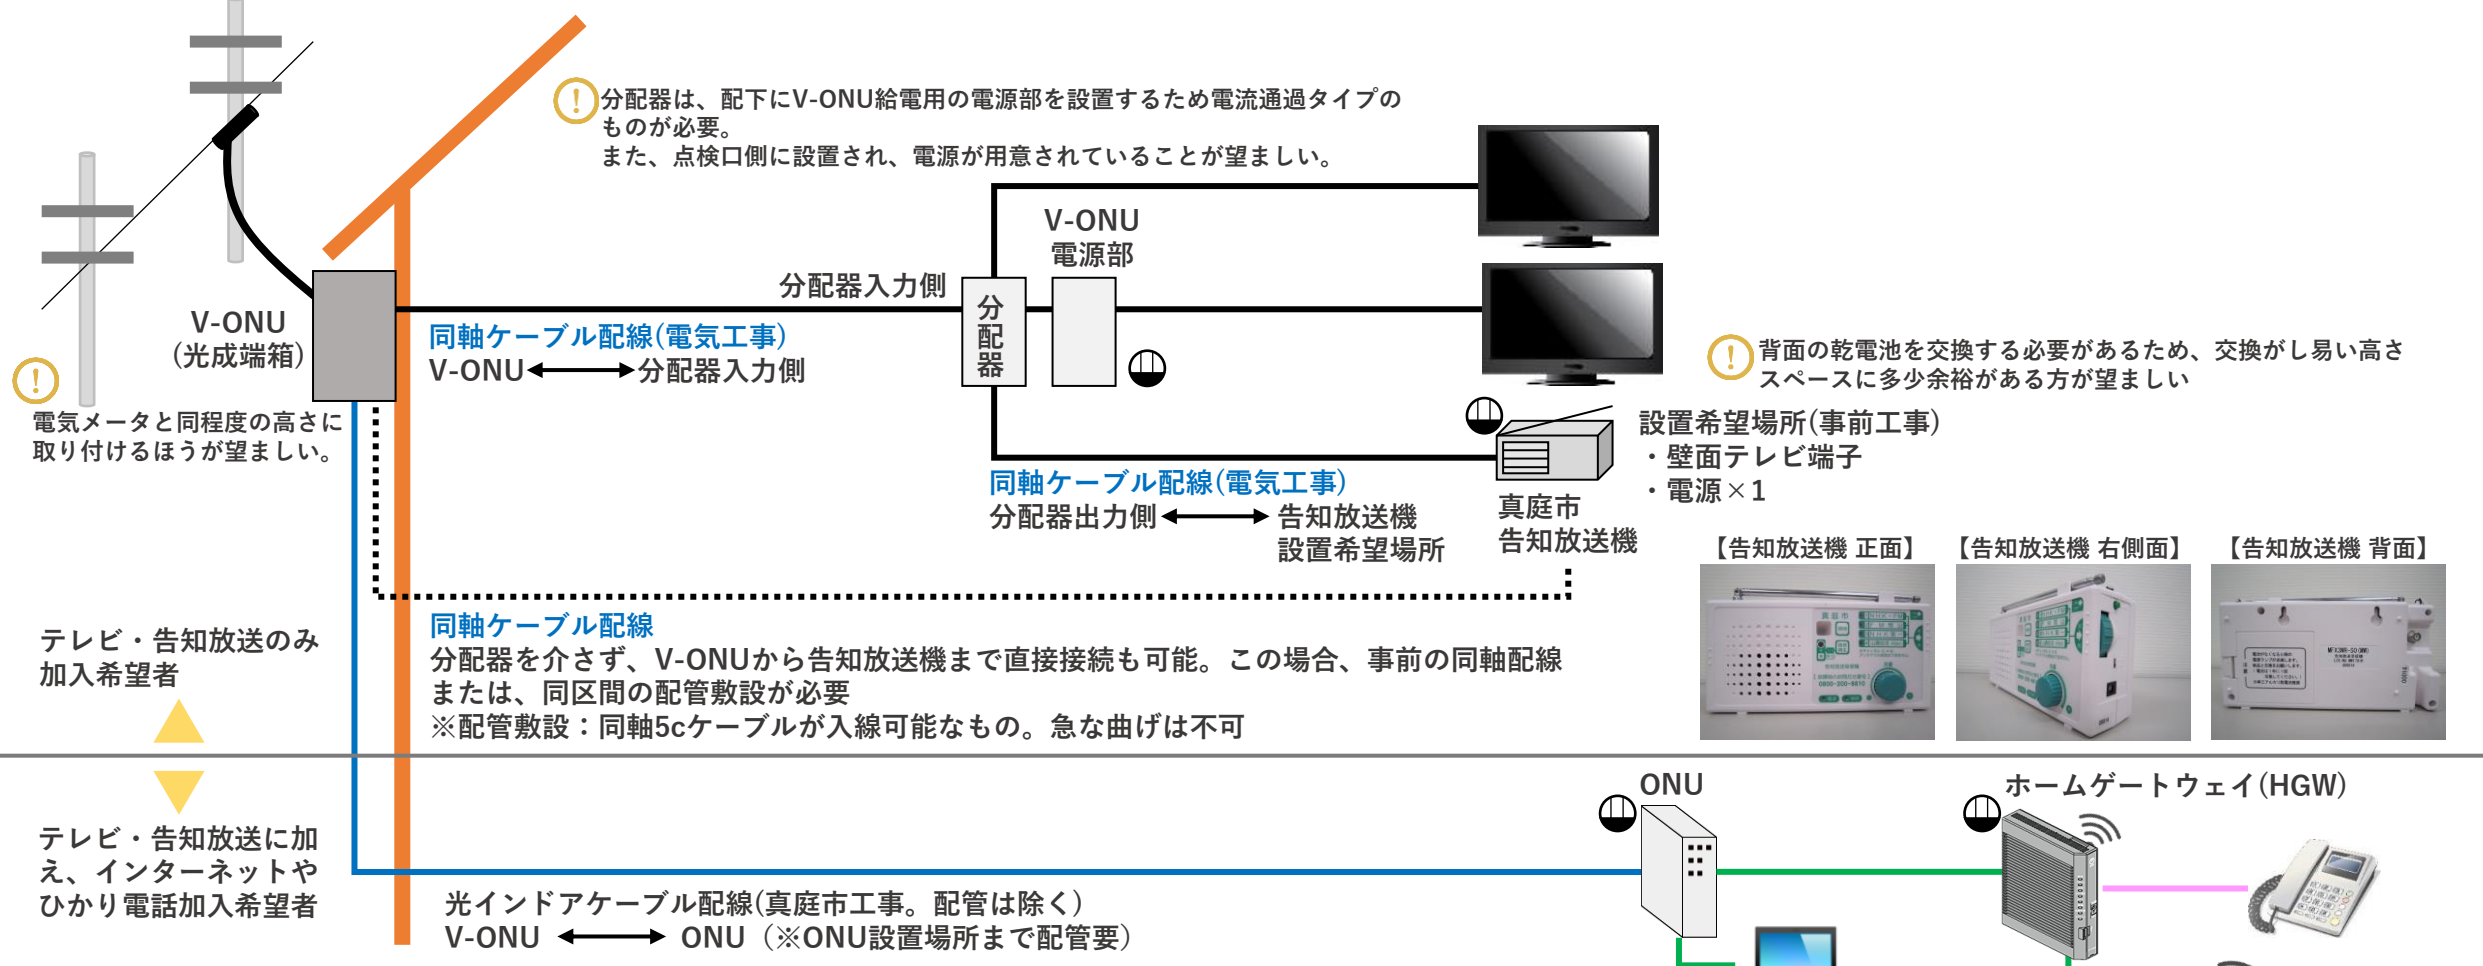 分配器は、配下にV-ONU給電用の電源部を設置するため電流通過タイプの
ものが必要。
また、点検口側に設置され、電源が用意されていることが望ましい。
V-ONU
電源部
分配器入力側
分配器
V-ONU
(光成端箱)
同軸ケーブル配線(電気工事)
V-ONU 分配器入力側
電気メータと同程度の高さに
取り付けるほうが望ましい。
背面の乾電池を交換する必要があるため、交換がし易い高さ
スペースに多少余裕がある方が望ましい
設置希望場所(事前工事)
・壁面テレビ端子
・電源×1
同軸ケーブル配線(電気工事)
分配器出力側 告知放送機
設置希望場所
真庭市
告知放送機
【告知放送機 正面】 【告知放送機 右側面】 【告知放送機 背面】
真庭市
0800-200-6810
同軸ケーブル配線
分配器を介さず、V-ONUから告知放送機まで直接接続も可能。この場合、事前の同軸配線
または、同区間の配管敷設が必要
※配管敷設：同軸5cケーブルが入線可能なもの。急な曲げは不可
テレビ・告知放送のみ
加入希望者
テレビ・告知放送に加
え、インターネットや
ひかり電話加入希望者
ONU
ホームゲートウェイ(HGW)
光インドアケーブル配線(真庭市工事。配管は除く)
V-ONU ONU（※ONU設置場所まで配管要）